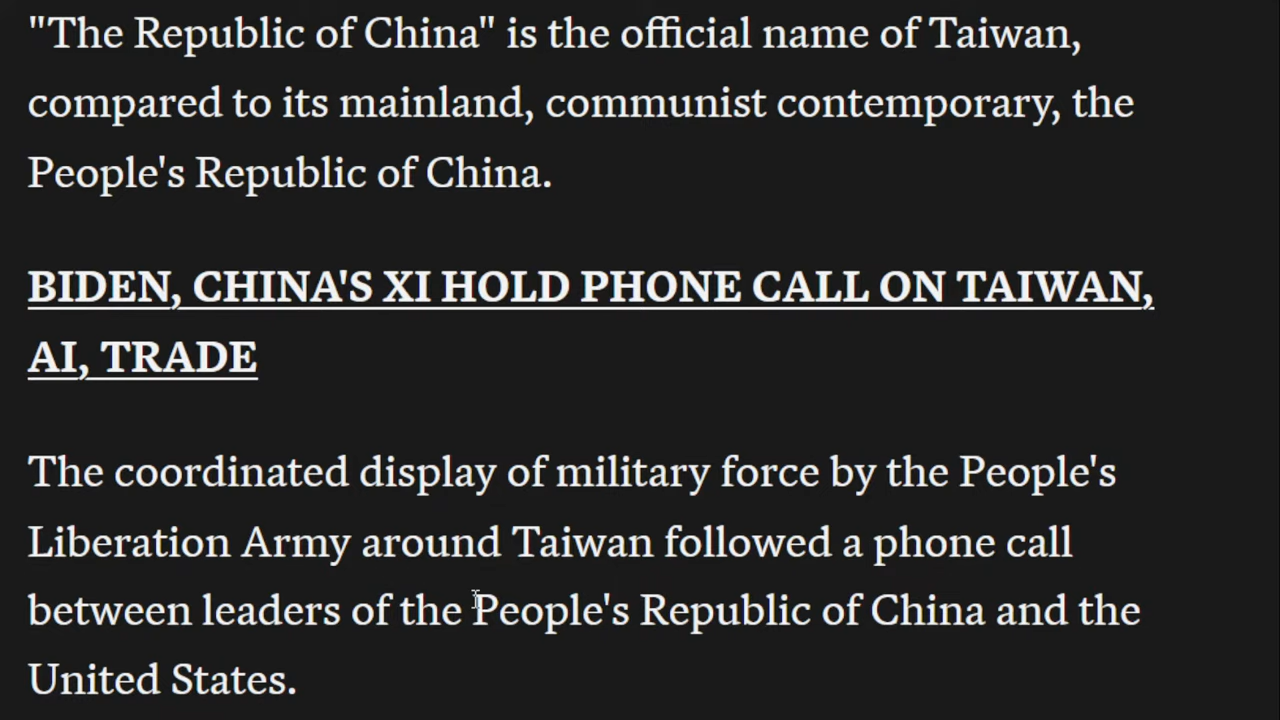 "The Republic of China" is the official name of Taiwan,
compared to its mainland, communist contemporary, the
People's Republic of China.
BIDEN, CHINA'S XI HOLD PHONE CALL ON TAIWAN,
AI, TRADE
The coordinated display of military force by the People's
Liberation Army around Taiwan followed a phone call
between leaders of the People's Republic of China and the
United States.